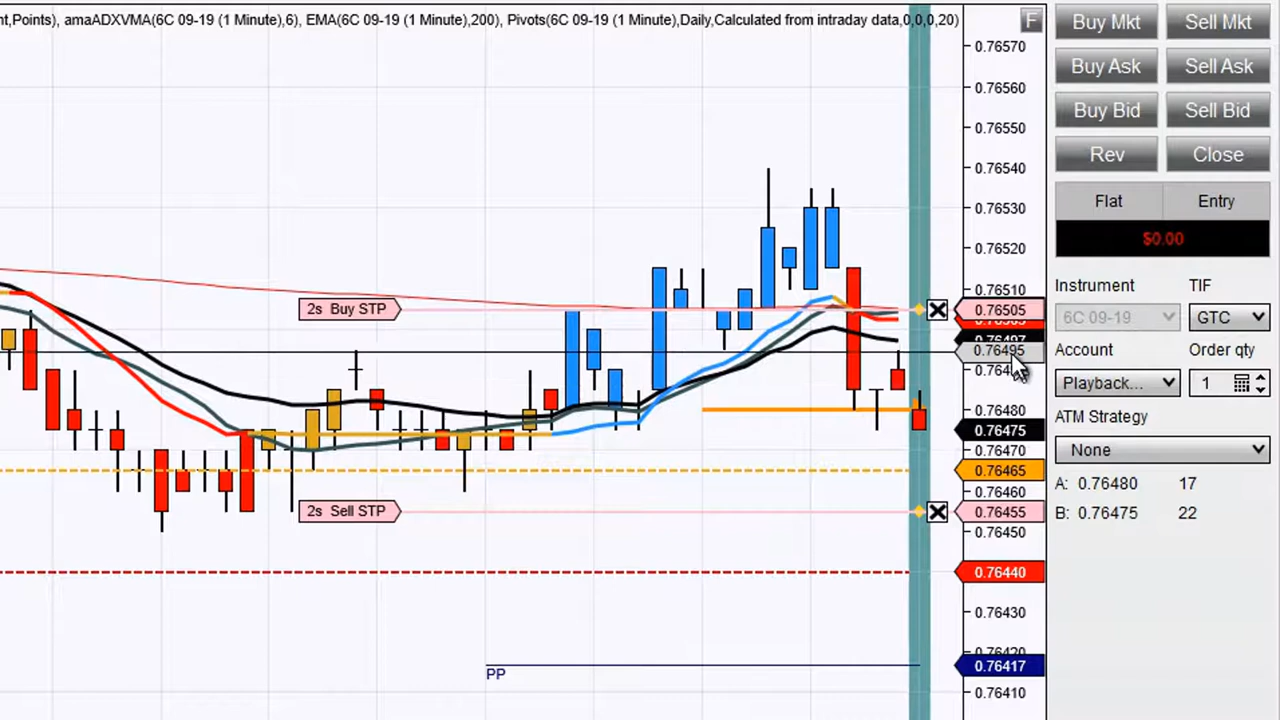 nt,Points), amaADXVMA(6C 09-19 (1 Minute),6), EMA(6C 09-19 (1 Minute),200), Pivots(6C 09-19 (1 Minute),Daily,Calculated from intraday data,0,0,0,20)
F
0.76570
0.76560
0.76550
0.76540
0.76530
0.76520
0.76510
2s Buy STP
0.76505
0.76497
0.76495
0.76480
0.76475
0.76470
0.76465
0.76460
2s Sell STP
0.76455
0.76450
0.76440
0.76430
0.76420
0.76417
PP
0.76410
Buy Mkt
Sell Mkt
Buy Ask
Sell Ask
Buy Bid
Sell Bid
Rev
Close
Flat
Entry
$0.00
Instrument
TIF
6C 09-19
GTC
Account
Order qty
Playback...
1
ATM Strategy
None
A: 0.76480 17
B: 0.76475 22